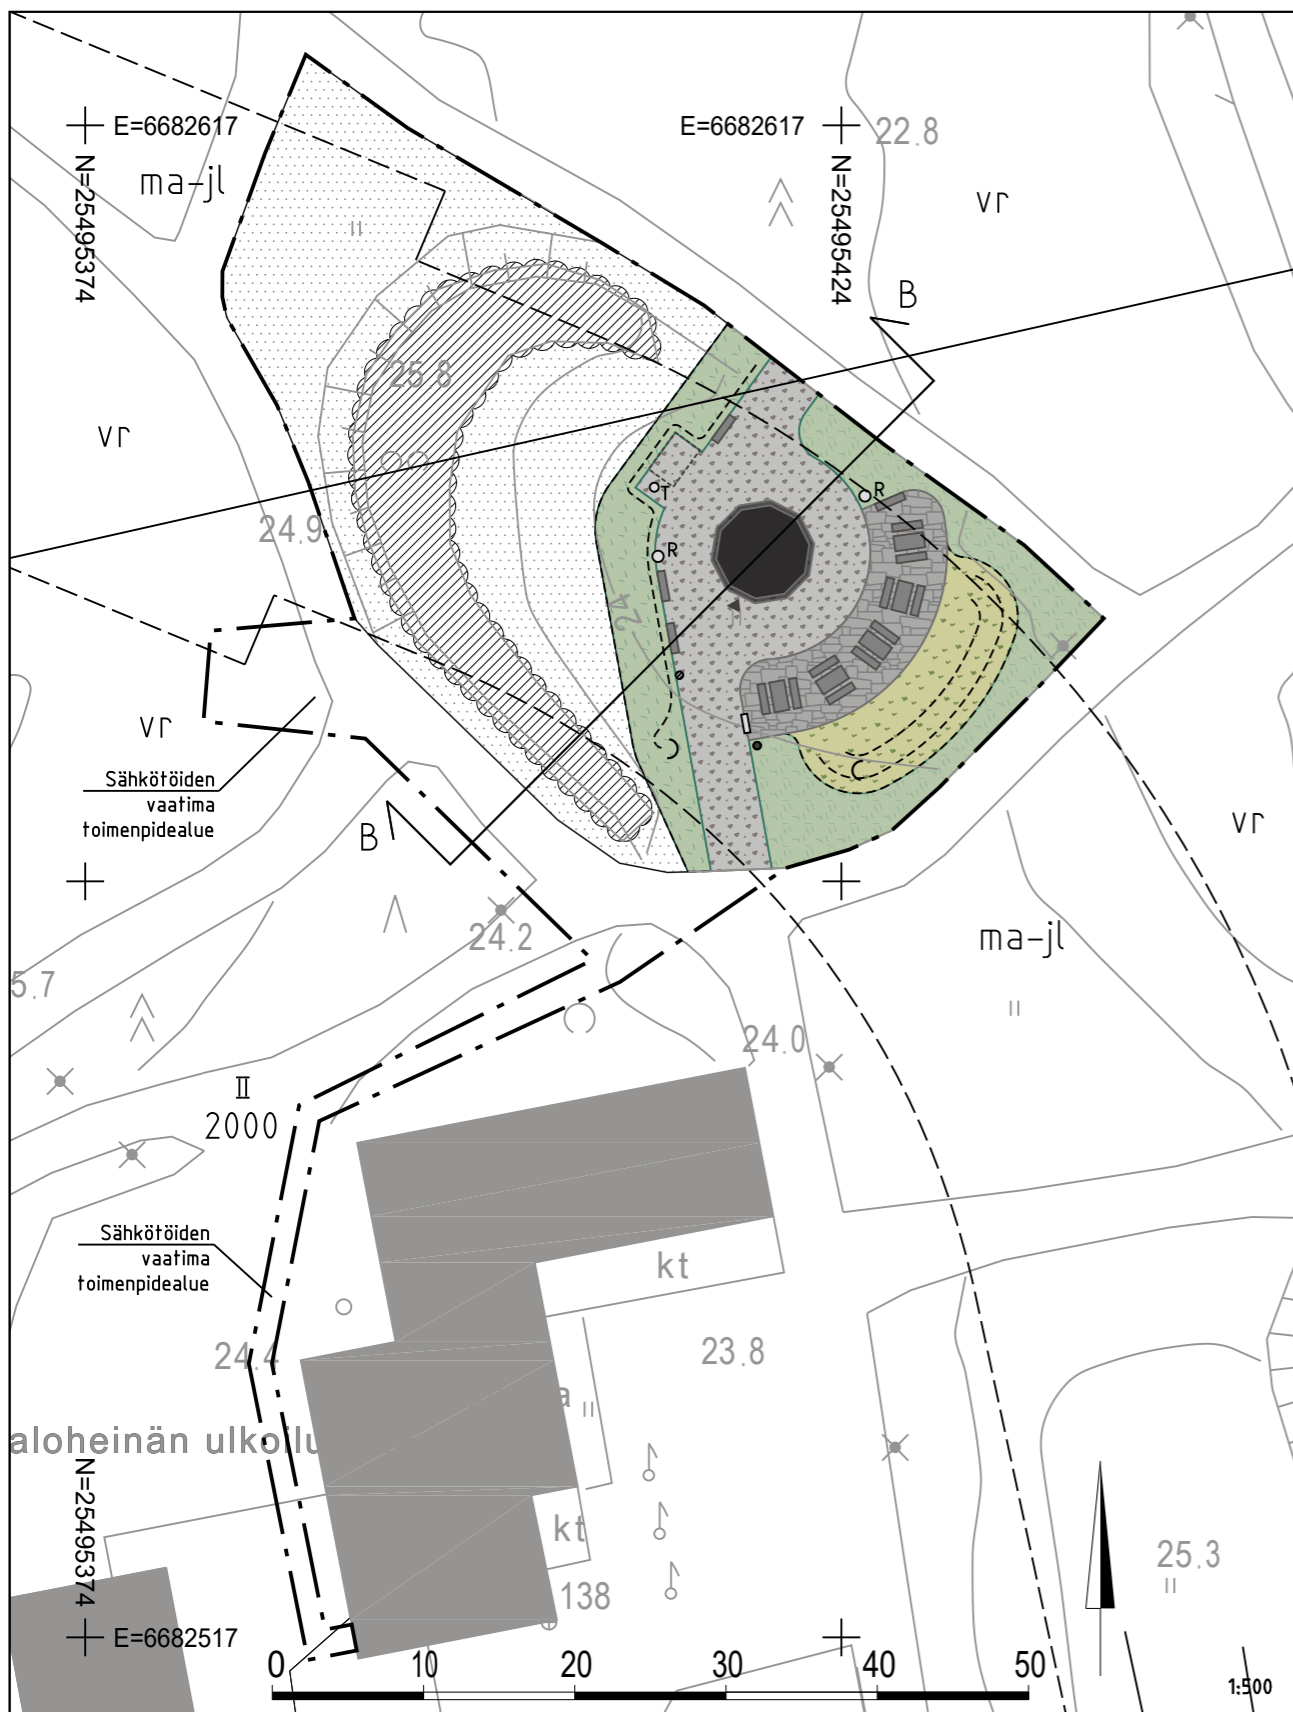 E=6682617
E=6682617
22.8
N=25495374
N=25495424
ma-jl
vr
B
25 8
vr
24.9
R
T
R
24
vr
Sähkötöiden
vaatima
toimenpidealue
B
vr
24.2
ma-jl
5.7
24.0
II
2000
Sähkötöiden
vaatima
toimenpidealue
kt
24.4
23.8
a
aloheinän ulkoilu
N=25495374
kt
25.3
138
E=6682517
0 10 20 30 40 50
1:500